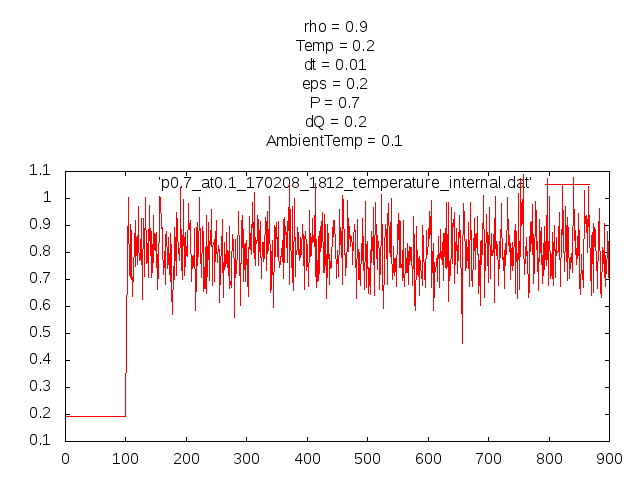 rho = 0.9
Temp = 0.2
dt = 0.01
eps = 0.2
P = 0.7
dQ = 0.2
AmbientTemp = 0.1
1.1
'p0.7_at0.1_170208_1812_temperature_internal.dat'
1
0.9
0.8
0.7
0.6
0.5
0.4
0.3
0.2
0.1
0 100 200 300 400 500 600 700 800 900